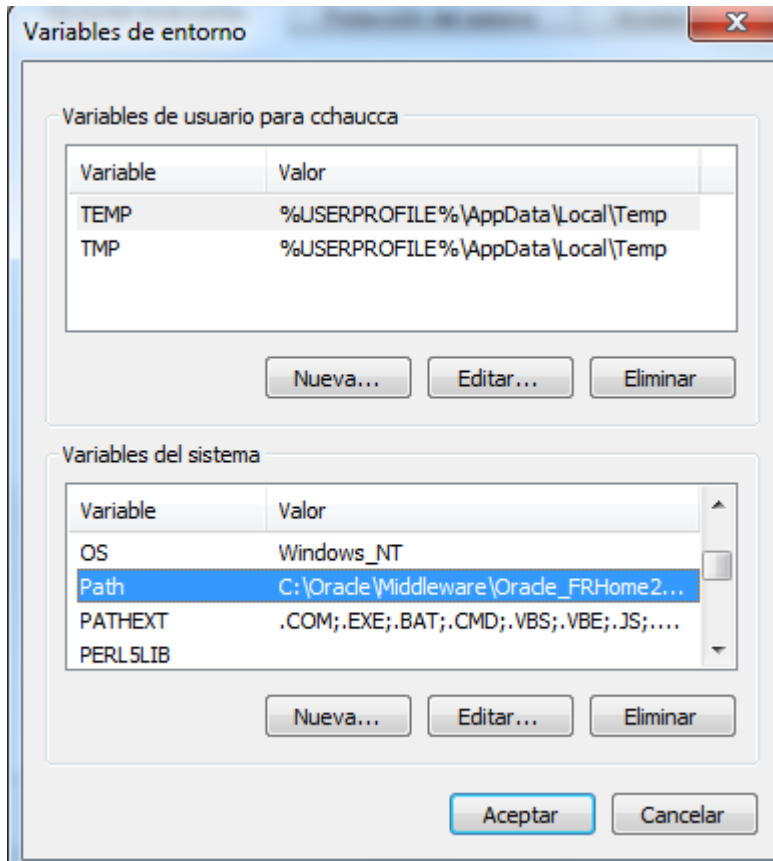 Variables de entorno
Variables de usuario para cchaucca
Variable Valor
TEMP %USERPROFILE%\AppData\Local\Temp
TMP %USERPROFILE%\AppData\Local\Temp
Nueva... Editar... Eliminar
Variables del sistema
Variable Valor
OS Windows_NT
Path C:\Oracle\Middleware\Oracle_FRHome2...
PATHEXT .COM;.EXE;.BAT;.CMD;.VBS;.VBE;.JS;....
PERL5LIB
Nueva... Editar... Eliminar
Aceptar Cancelar